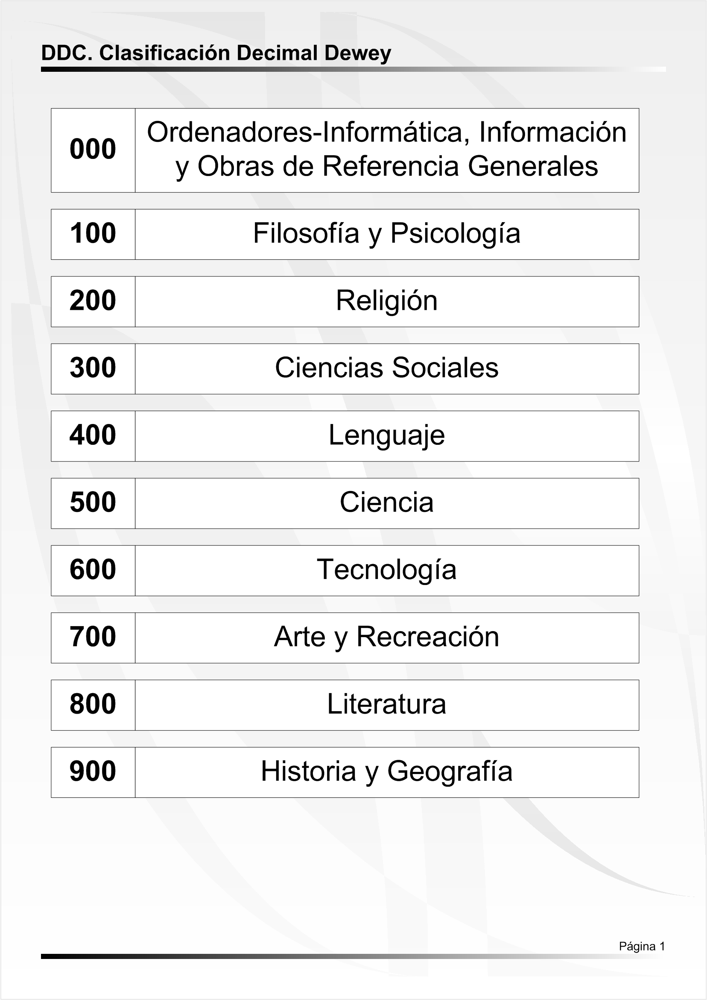 DDC. Clasificación Decimal Dewey
000
Ordenadores-Informática, Información
y Obras de Referencia Generales
100 Filosofía y Psicología
200 Religión
300 Ciencias Sociales
400 Lenguaje
500 Ciencia
600 Tecnología
700 Arte y Recreación
800 Literatura
900 Historia y Geografía
Página 1